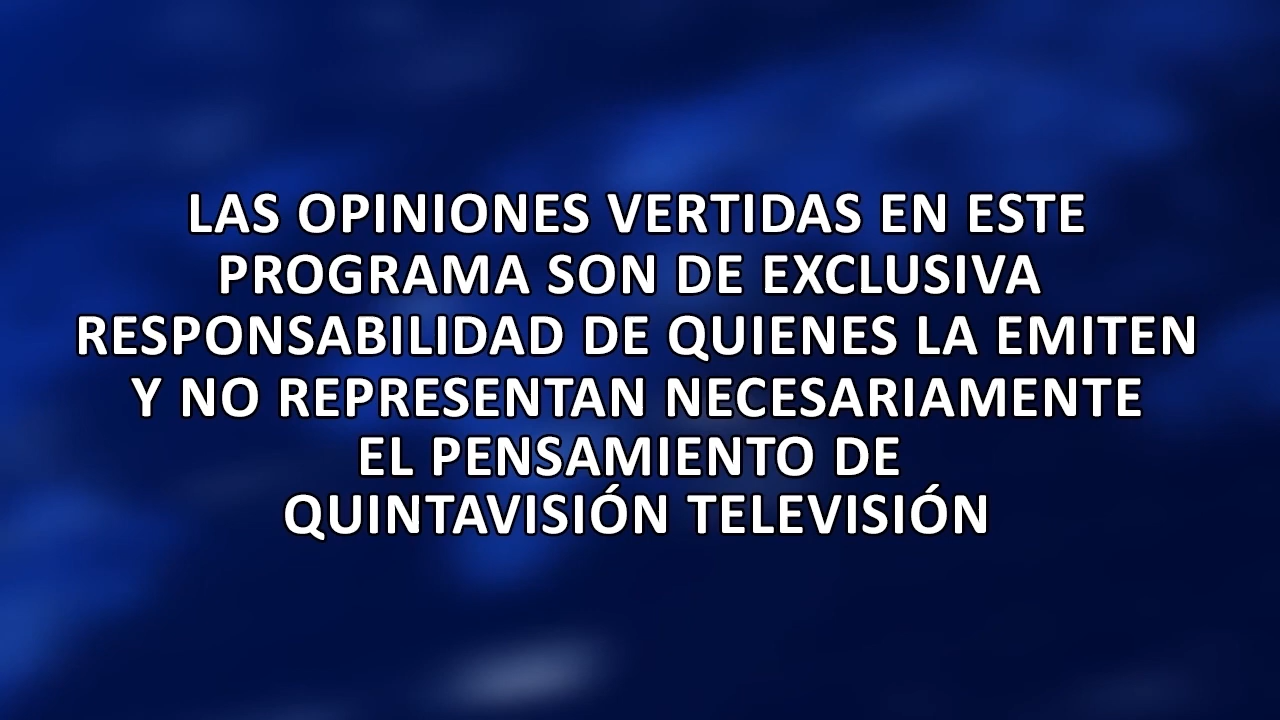 LAS OPINIONES VERTIDAS EN ESTE
PROGRAMA SON DE EXCLUSIVA
RESPONSABILIDAD DE QUIENES LA EMITEN
Y NO REPRESENTAN NECESARIAMENTE
EL PENSAMIENTO DE
QUINTAVISIÓN TELEVISIÓN